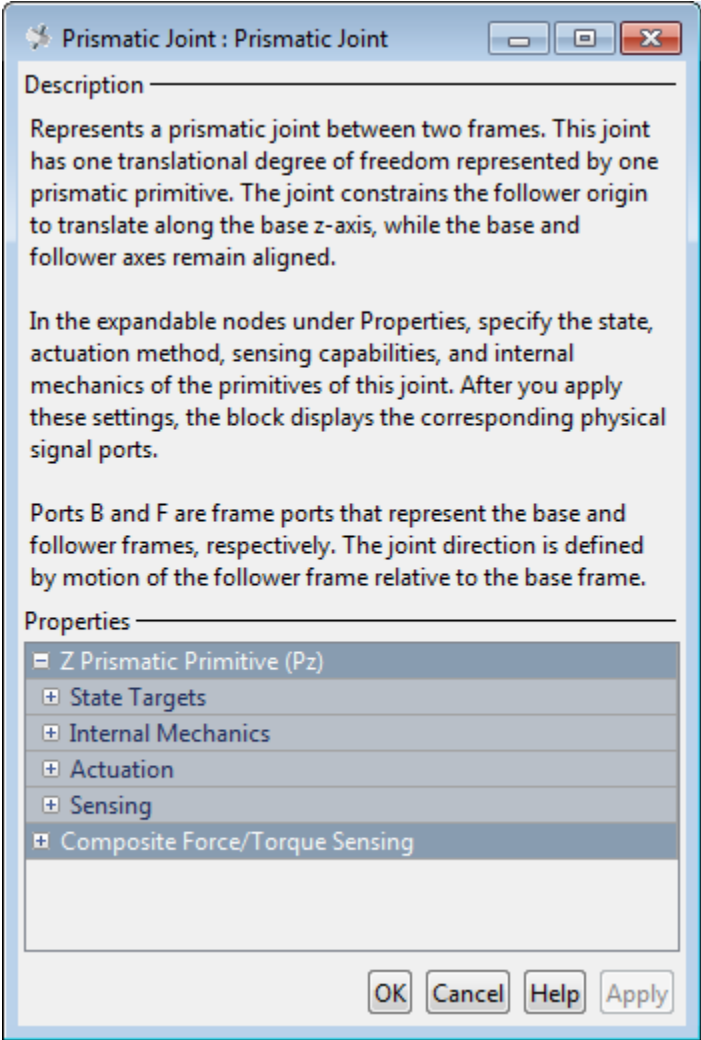 Prismatic Joint : Prismatic Joint
Description
Represents a prismatic joint between two frames. This joint
has one translational degree of freedom represented by one
prismatic primitive. The joint constrains the follower origin
to translate along the base z-axis, while the base and
follower axes remain aligned.
In the expandable nodes under Properties, specify the state,
actuation method, sensing capabilities, and internal
mechanics of the primitives of this joint. After you apply
these settings, the block displays the corresponding physical
signal ports.
Ports B and F are frame ports that represent the base and
follower frames, respectively. The joint direction is defined
by motion of the follower frame relative to the base frame.
Properties
Z Prismatic Primitive (Pz)
State Targets
Internal Mechanics
Actuation
Sensing
Composite Force/Torque Sensing
OK Cancel Help Apply